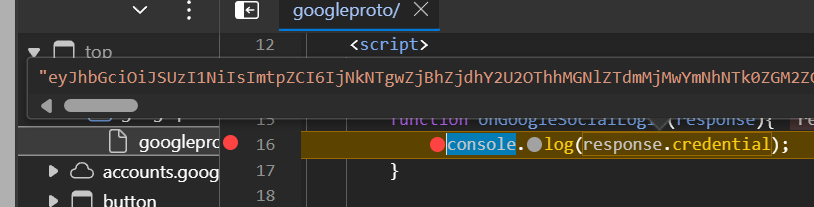 googleproto/
top
12 <script>
"eyJhbGciOiJSUzI1NiIsImtpZCI6IjNkNTgwZjBhZjdhY2U2OThhMGNlZTdmMjMwYmNhNTk0ZGM2ZG
15 function onGoogleSocialLogi (response){
googlepro 16 console.log(response.credential);
accounts.goog 17 }
button 18